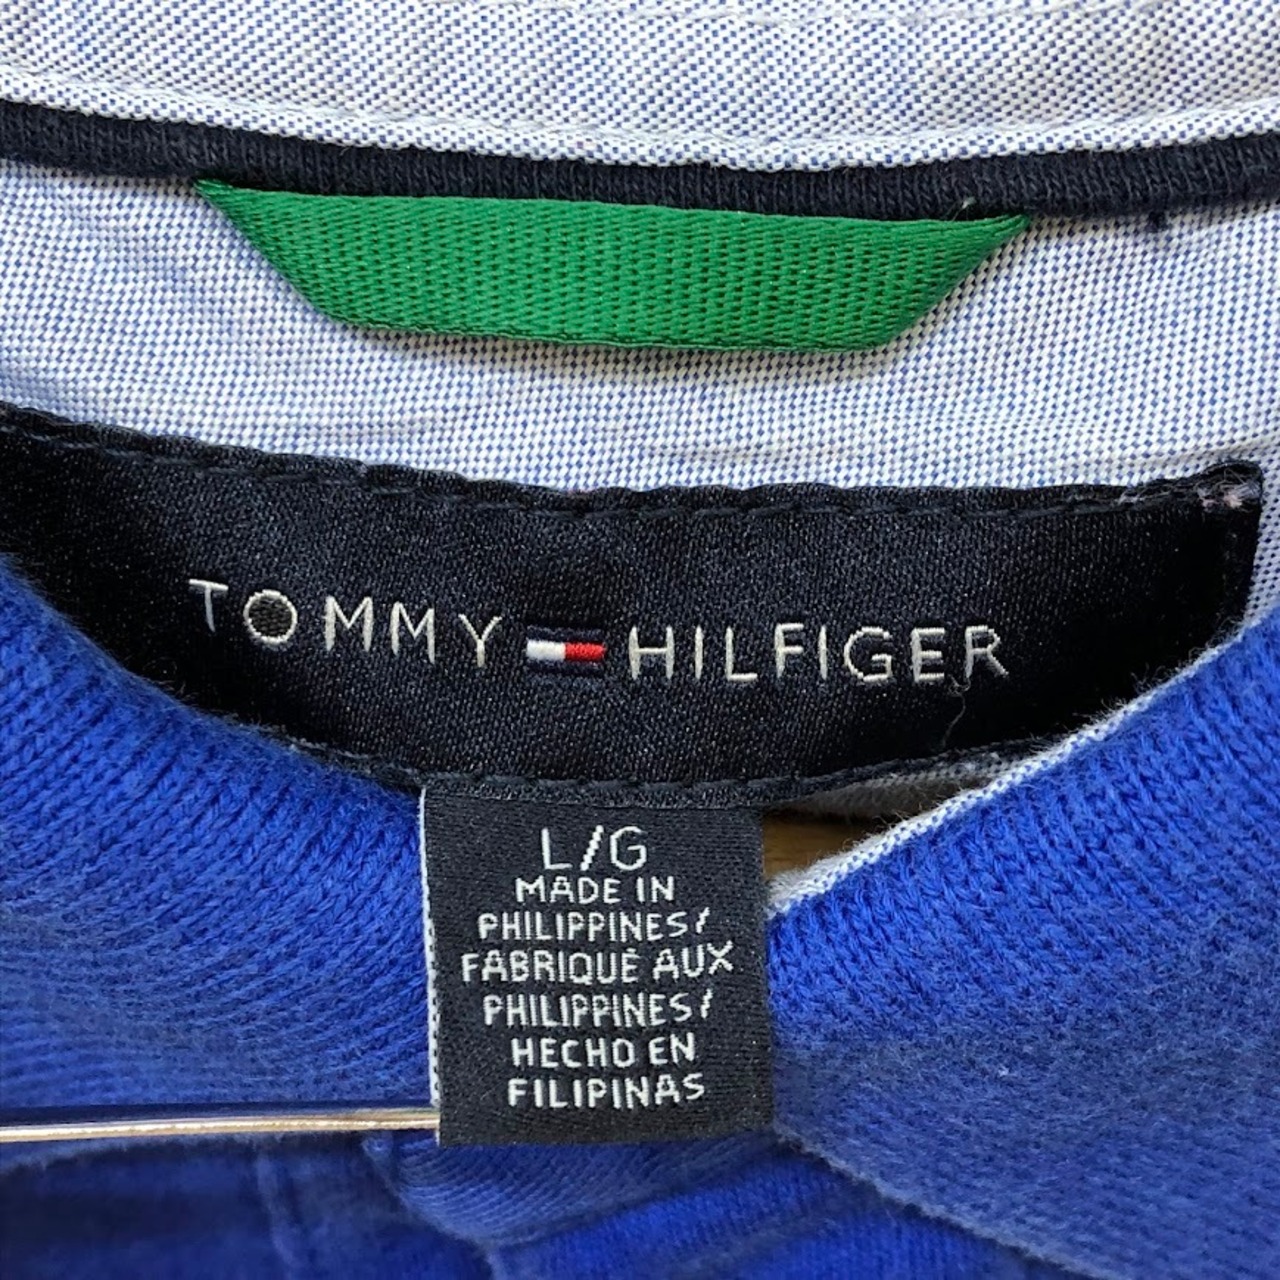 TOMMY HILFIGER
L/G
MADE IN
PHILIPPINES/
FABRIQUÉ AUX
PHILIPPINES/
HECHO EN
FILIPINAS